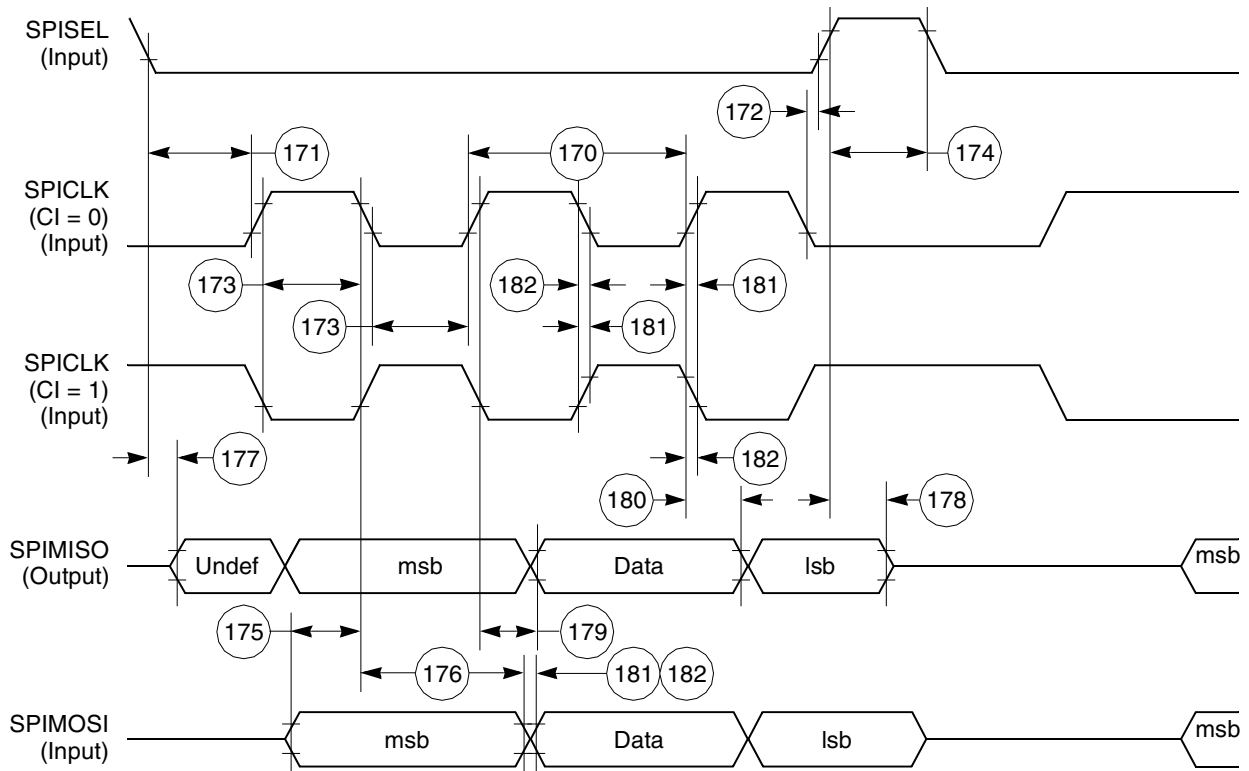 SPISEL
(Input)
172
171
170
174
SPICLK
(CI = 0)
(Input)
173
182
181
173
181
SPICLK
(CI = 1)
(Input)
177
182
180
178
SPIMISO
(Output)
Undef
msb
Data
lsb
msb
175
179
176
181
182
SPIMOSI
(Input)
msb
Data
lsb
msb